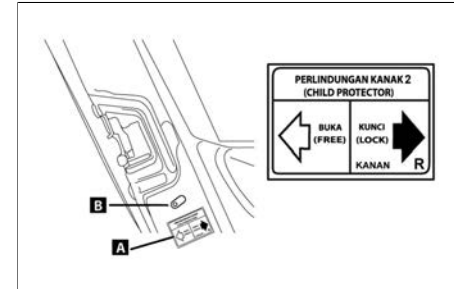 PERLINDUNGAN KANAK 2
(CHILD PROTECTOR)
BUKA
(FREE)
KUNCI
(LOCK)
KANAN
R
B
A